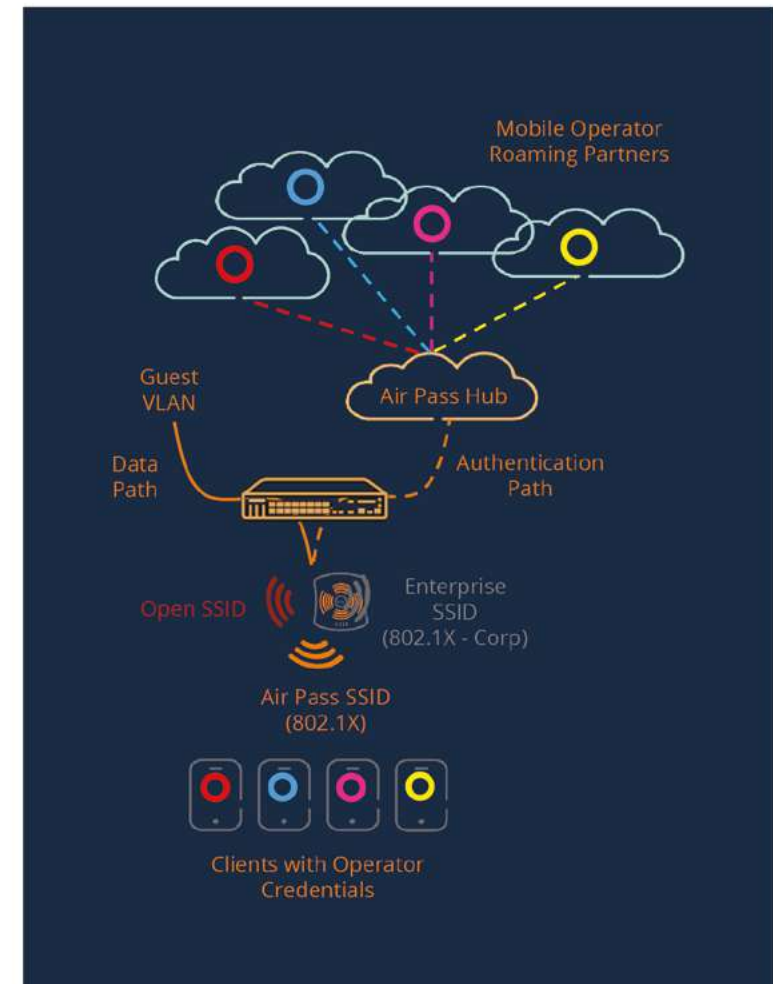 Mobile Operator
Roaming Partners
Guest
VLAN
Air Pass Hub
Data
Path
Authentication
Path
Open SSID
Enterprise
SSID
(802.1X - Corp)
Air Pass SSID
(802.1X)
Clients with Operator
Credentials